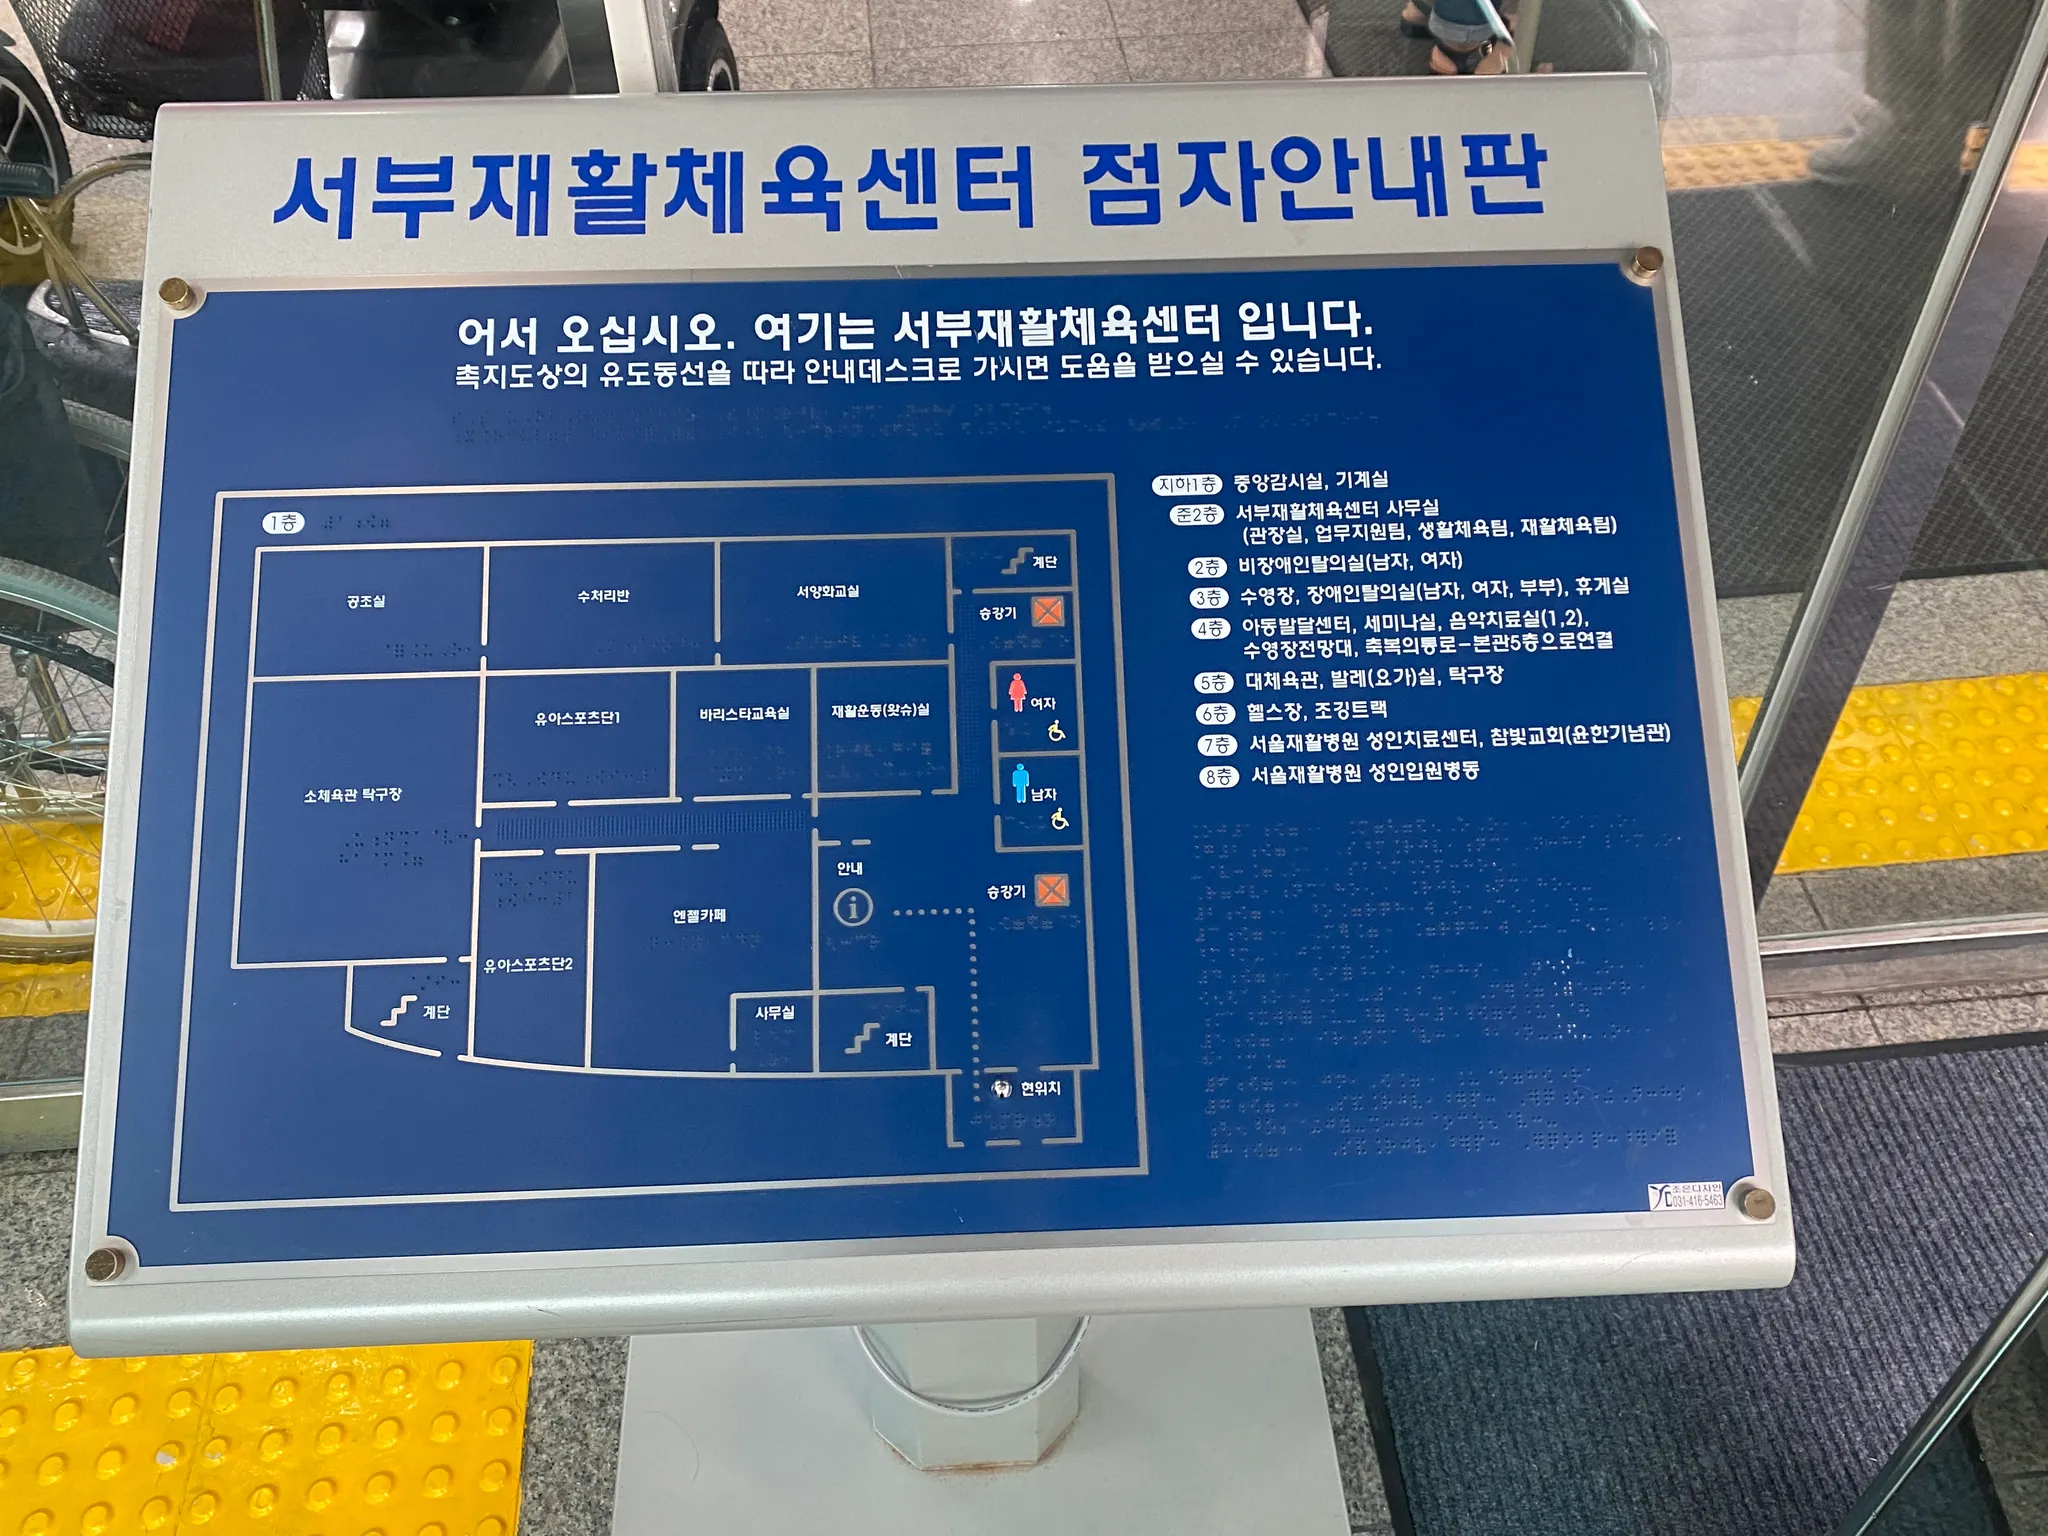 서부재활체육센터 점자안내판
어서 오십시오. 여기는 서부재활체육센터 입니다.
촉지도상의 유도동선을 따라 안내데스크로 가시면 도움을 받으실 수 있습니다.
1층
공조실
수처리반
서양화교실
계단
승강기
여자
남자
소체육관 탁구장
유아스포츠단1
바리스타교육실
재활운동(왓슈)실
안내
승강기
엔젤카페
유아스포츠단2
계단
사무실
계단
현위치
지하1층 중앙감시실, 기계실
준2층 서부재활체육센터 사무실
(관장실, 업무지원팀, 생활체육팀, 재활체육팀)
2층 비장애인탈의실(남자, 여자)
3층 수영장, 장애인탈의실(남자, 여자, 부부), 휴게실
4층 아동발달센터, 세미나실, 음악치료실(1,2),
수영장전망대, 축복의통로-본관5층으로연결
5층 대체육관, 발레(요가)실, 탁구장
6층 헬스장, 조깅트랙
7층 서울재활병원 성인치료센터, 참빛교회(윤한기념관)
8층 서울재활병원 성인입원병동
조은디자인
031-416-5463